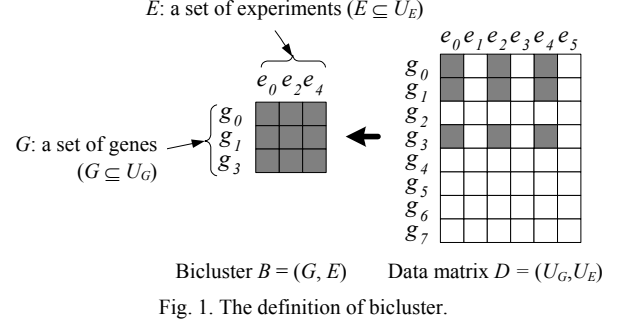 E: a set of experiments (E ⊆ U_E)
e_0 e_1 e_2 e_3 e_4 e_5
e_0 e_2 e_4
g_0
g_1
g_3
G: a set of genes
(G ⊆ U_G)
g_0
g_1
g_2
g_3
g_4
g_5
g_6
g_7
Bicluster B = (G, E)
Data matrix D = (U_G,U_E)
Fig. 1. The definition of bicluster.